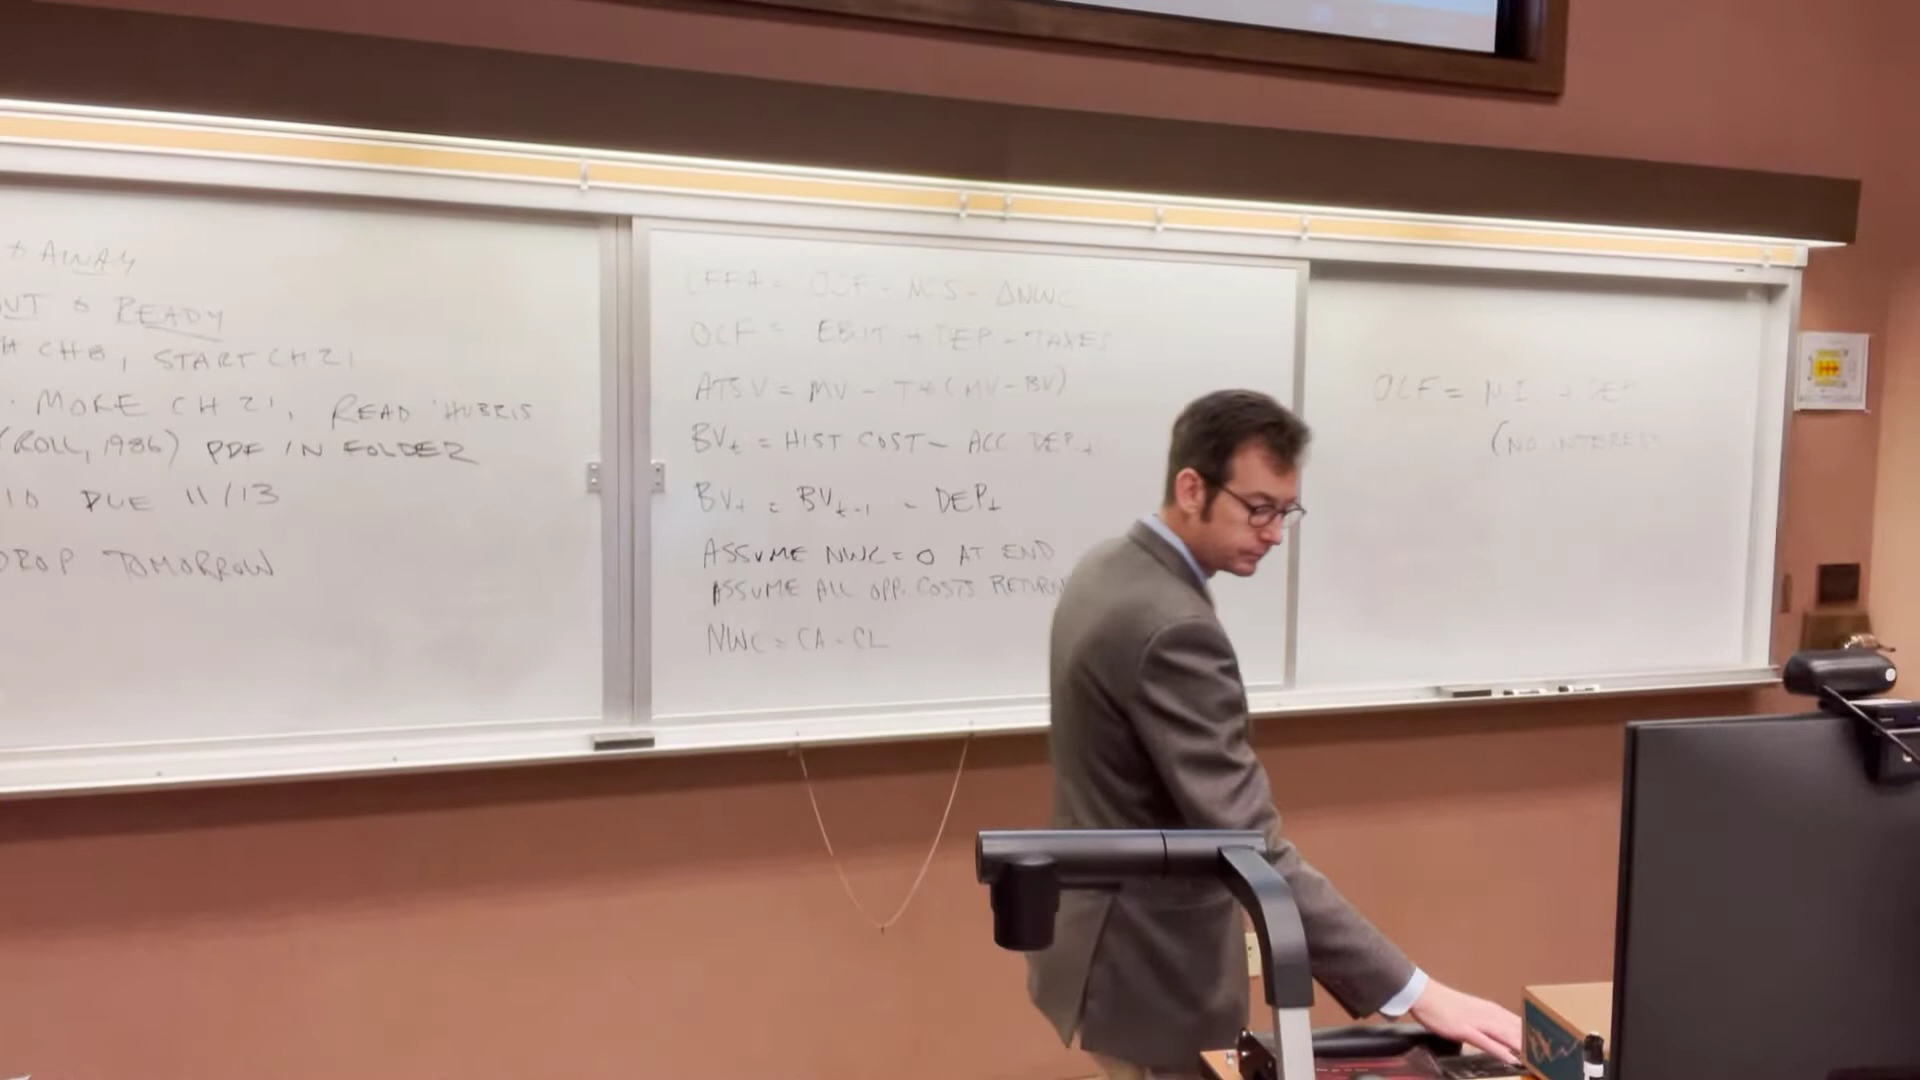 & AWAY
OUT & READY
CH 8, START CH 21
. MORE CH 21, READ 'HUBRIS
(ROLL, 1986) PDF IN FOLDER
10 DUE 11/13
DROP TOMORROW
CFFA = OCF - NCS - ΔNWC
OCF = EBIT + DEP - TAXES
ATSV = MV - T*(MV-BV)
BVt = HIST COST - ACC DEPt
BVt = BVt-1 - DEPt
ASSUME NWC = 0 AT END
ASSUME ALL OPP. COSTS RETURN
NWC = CA - CL
OCF = NI + DEP
(NO INTEREST